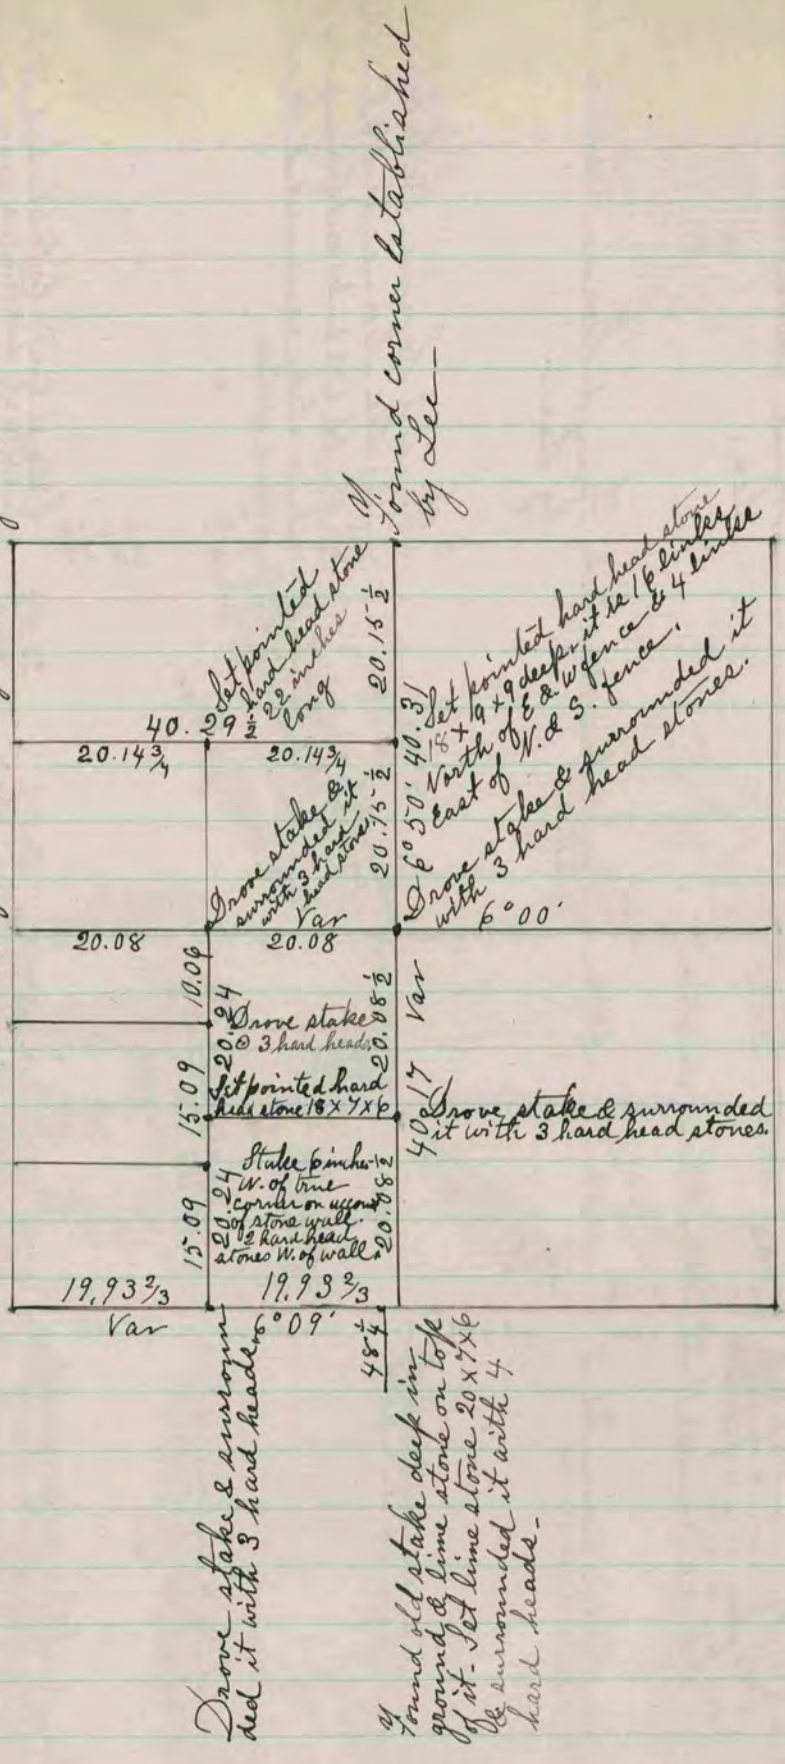 Found corner Established
by Lee—
Set pointed
hard head stone
22 inches
long
40.29½
20.14¾
20.14¾
20.15½
20.15½
Set pointed hard head stone
18 x 9 x 9 deep, it is 16 links
North of E & W fence & 4 links
East of N. & S. fence.
6° 50' 40.31
Drove stake &
surrounded it
with 3 hard
head stones
Var
Drove stake & surrounded it
with 3 hard head stones.
6° 00'
20.08
20.08
10.06
20.24
Drove stake
@ 3 hard heads
20.08½
Var
40.17
15.09
Set pointed hard
head stone 18 x 7 x 6
Drove stake & surrounded
it with 3 hard head stones.
15.09
20.24
Stake 6 inches
W. of true
corner on account
of stone wall.
2 hard head
stones W. of wall.
20.08½
19.93⅔
19.93⅔
Var
6° 09'
48¼
Drove stake & surroun
ded it with 3 hard heads
Found old stake deep in
ground & lime stone on top
of it- Set lime stone 20 x 7 x 6
& surrounded it with 4
hard heads-